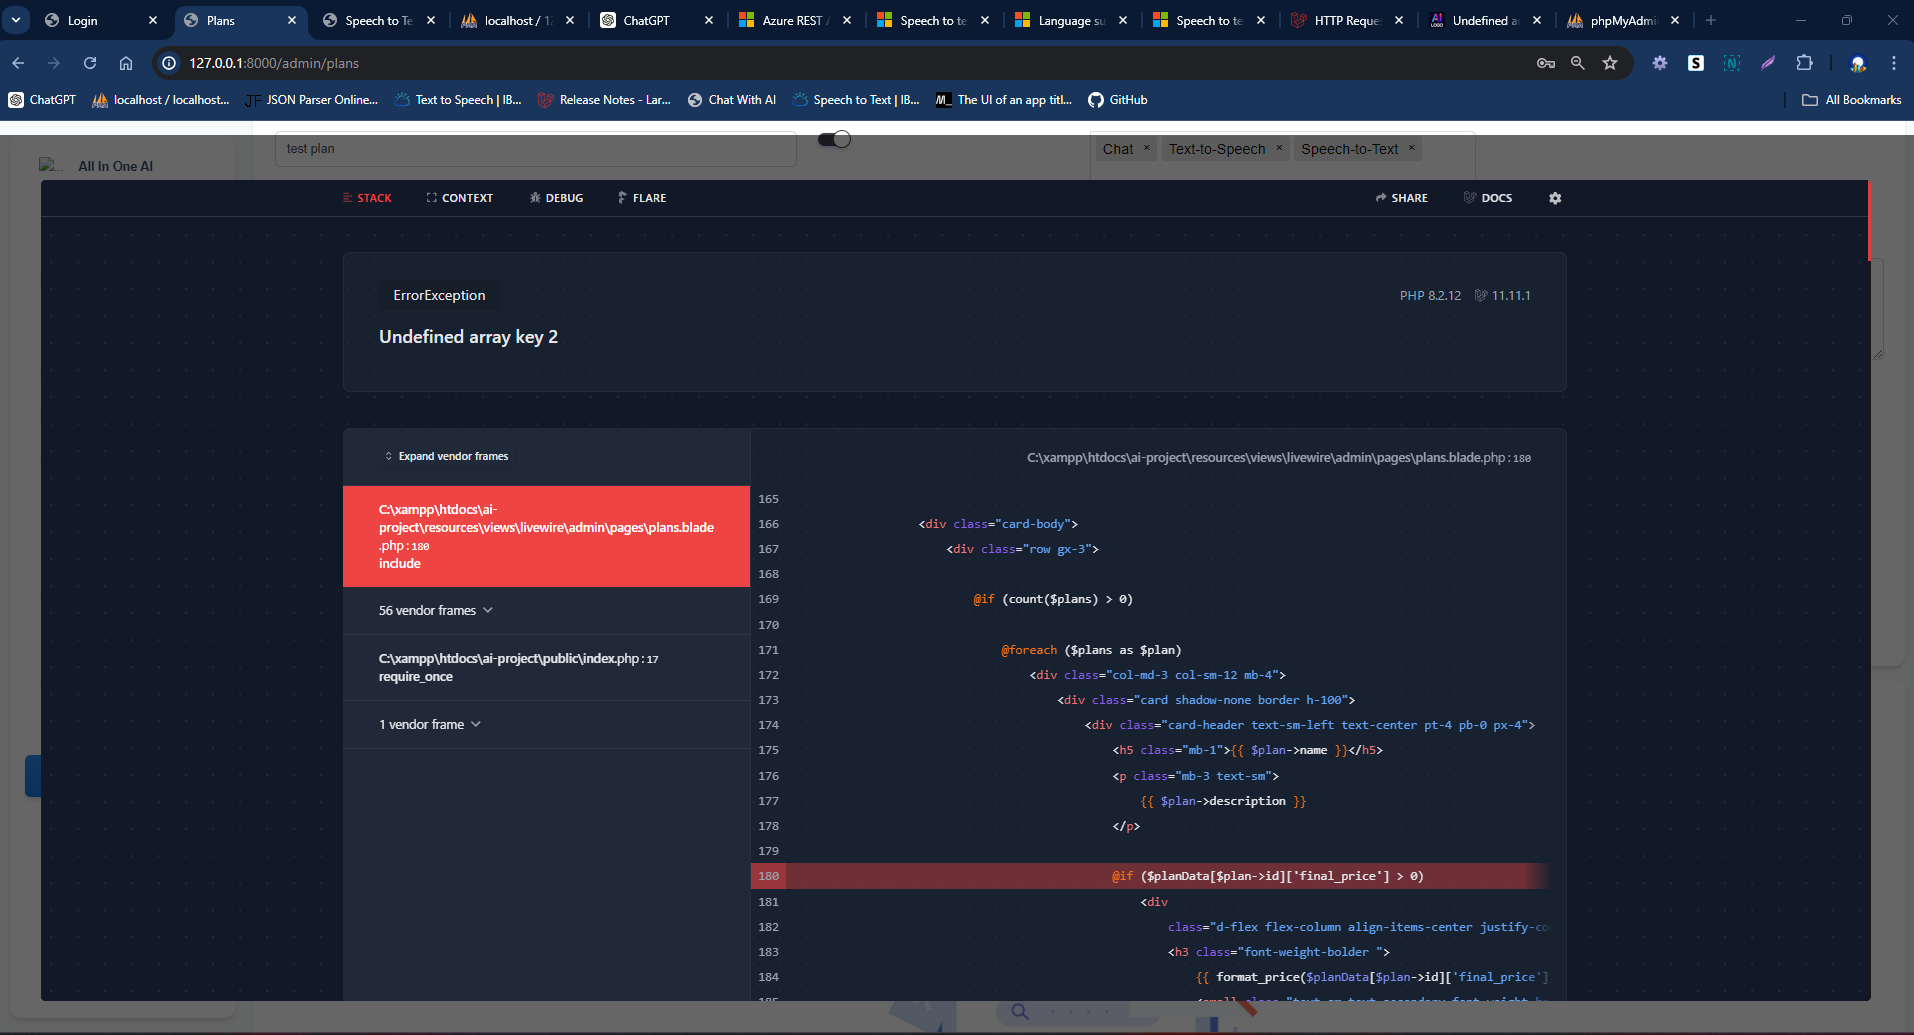 Login
Plans
Speech to Te
localhost / 12
ChatGPT
Azure REST A
Speech to te
Language su
Speech to te
HTTP Reque
Undefined a
phpMyAdmi
127.0.0.1:8000/admin/plans
ChatGPT
localhost / localhost...
JSON Parser Online...
Text to Speech | IB...
Release Notes - Lar...
Chat With AI
Speech to Text | IB...
The UI of an app titl...
GitHub
All Bookmarks
All In One AI
test plan
Chat ×
Text-to-Speech ×
Speech-to-Text ×
STACK
CONTEXT
DEBUG
FLARE
SHARE
DOCS
ErrorException
PHP 8.2.12
11.11.1
Undefined array key 2
Expand vendor frames
C:\xampp\htdocs\ai-
project\resources\views\livewire\admin\pages\plans.blade
.php:180
include
56 vendor frames
C:\xampp\htdocs\ai-project\public\index.php:17
require_once
1 vendor frame
C:\xampp\htdocs\ai-project\resources\views\livewire\admin\pages\plans.blade.php:180
165
166 <div class="card-body">
167 <div class="row gx-3">
168
169 @if (count($plans) > 0)
170
171 @foreach ($plans as $plan)
172 <div class="col-md-3 col-sm-12 mb-4">
173 <div class="card shadow-none border h-100">
174 <div class="card-header text-sm-left text-center pt-4 pb-0 px-4">
175 <h5 class="mb-1">{{ $plan->name }}</h5>
176 <p class="mb-3 text-sm">
177 {{ $plan->description }}
178 </p>
179
180 @if ($planData[$plan->id]['final_price'] > 0)
181 <div
182 class="d-flex flex-column align-items-center justify-co
183 <h3 class="font-weight-bolder ">
184 {{ format_price($planData[$plan->id]['final_price']